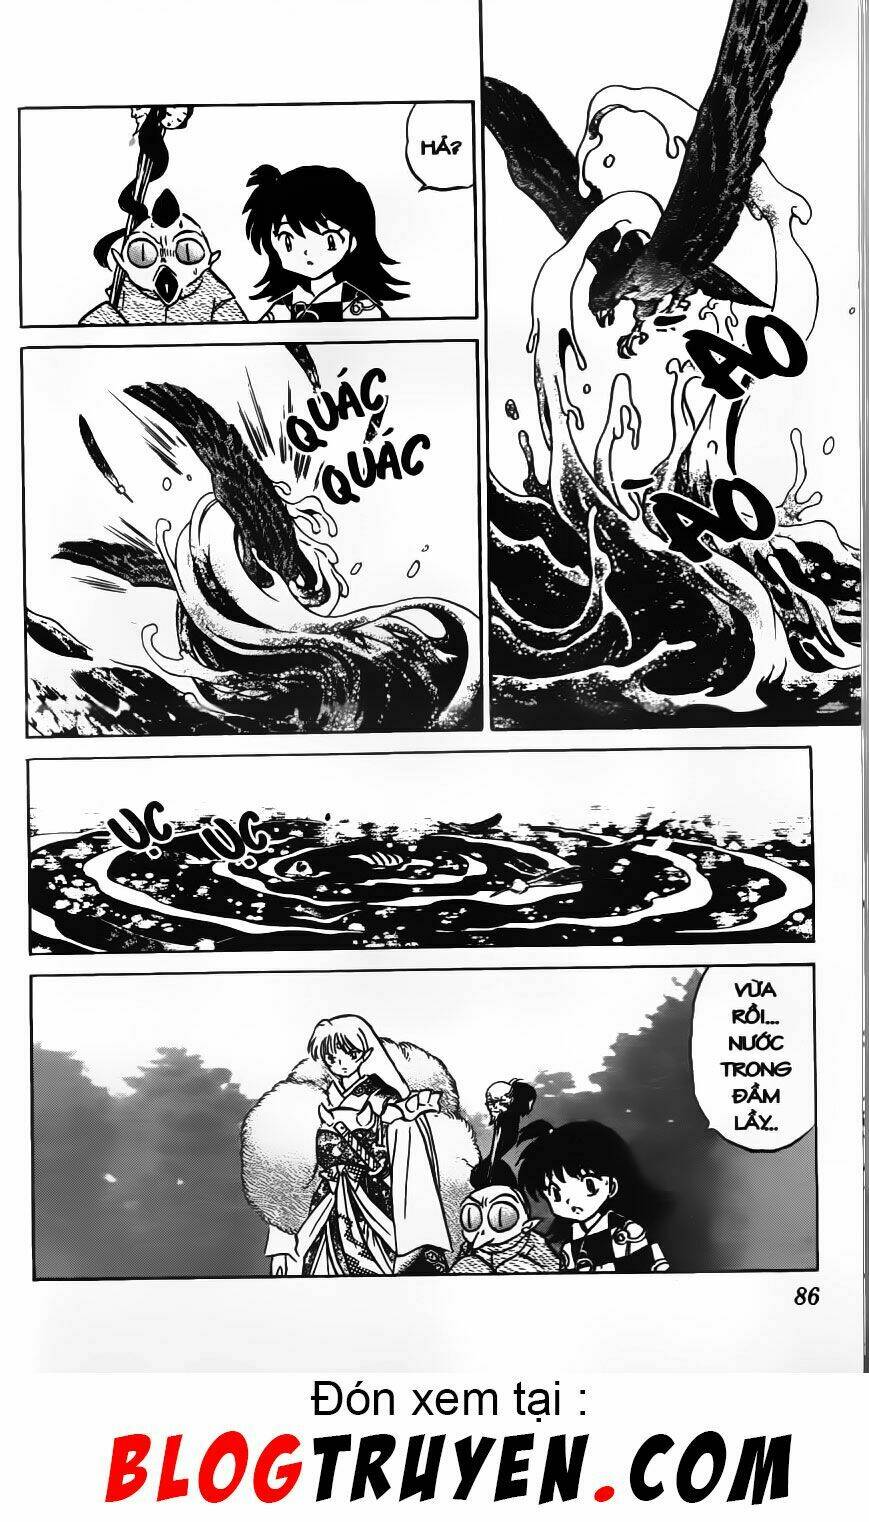 ÀO
ÀO
HẢ?
QUÁC
QUÁC
ỤC
ỤC
VỪA
RỒI...
NƯỚC
TRONG
ĐẦM
LẦY...
86
Đón xem tại :
BLOGTRUYEN.COM